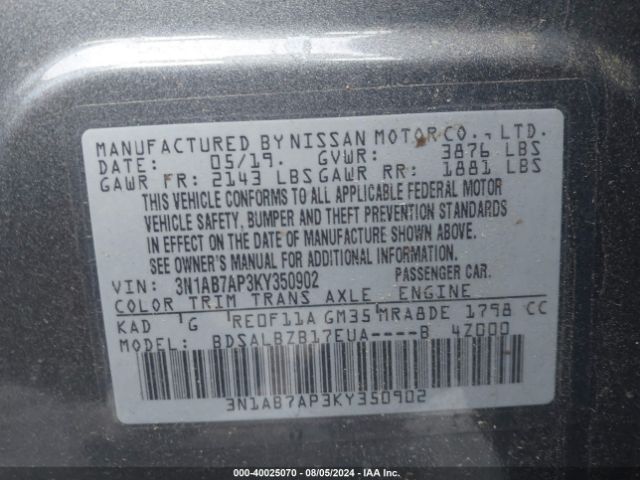 MANUFACTURED BY NISSAN MOTOR CO., LTD.
DATE: 05/19. GVWR: 3876 LBS
GAWR FR: 2143 LBS GAWR RR: 1881 LBS
THIS VEHICLE CONFORMS TO ALL APPLICABLE FEDERAL MOTOR
VEHICLE SAFETY, BUMPER AND THEFT PREVENTION STANDARDS
IN EFFECT ON THE DATE OF MANUFACTURE SHOWN ABOVE.
SEE OWNER'S MANUAL FOR ADDITIONAL INFORMATION.
VIN: 3N1AB7AP3KY350902 PASSENGER CAR.
COLOR TRIM TRANS AXLE ENGINE
KAD G RE0F11A GM35 MRA8DE 1798 CC
MODEL: BDSALBZB17EUA----B 4Z000
3N1AB7AP3KY350902
000-40025070 - 08/05/2024 - IAA Inc.